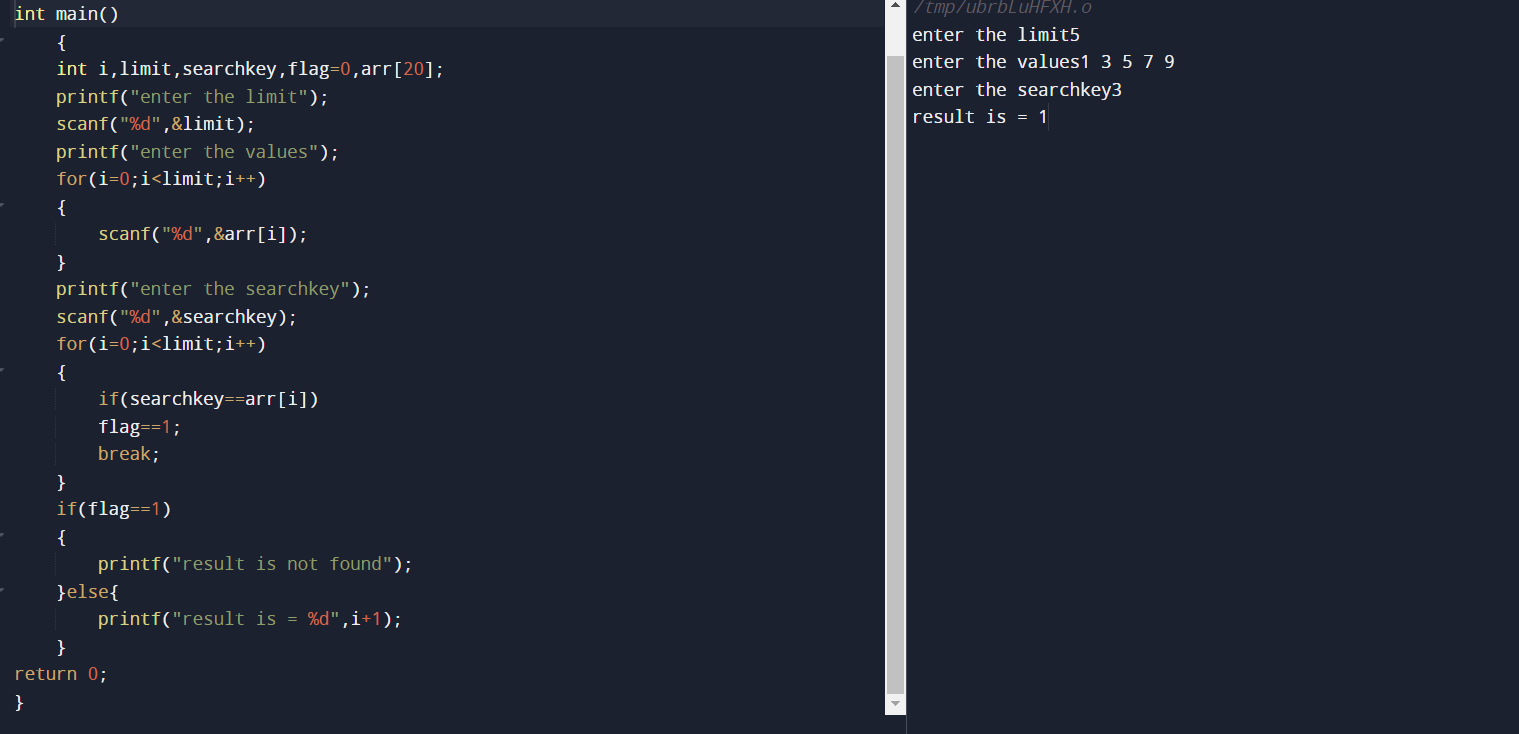 int main()
{
int i,limit,searchkey,flag=0,arr[20];
printf("enter the limit");
scanf("%d",&limit);
printf("enter the values");
for(i=0;i<limit;i++)
{
scanf("%d",&arr[i]);
}
printf("enter the searchkey");
scanf("%d",&searchkey);
for(i=0;i<limit;i++)
{
if(searchkey==arr[i])
flag==1;
break;
}
if(flag==1)
{
printf("result is not found");
}else{
printf("result is = %d",i+1);
}
return 0;
}
/tmp/ubrbLuHFXH.o
enter the limit5
enter the values1 3 5 7 9
enter the searchkey3
result is = 1